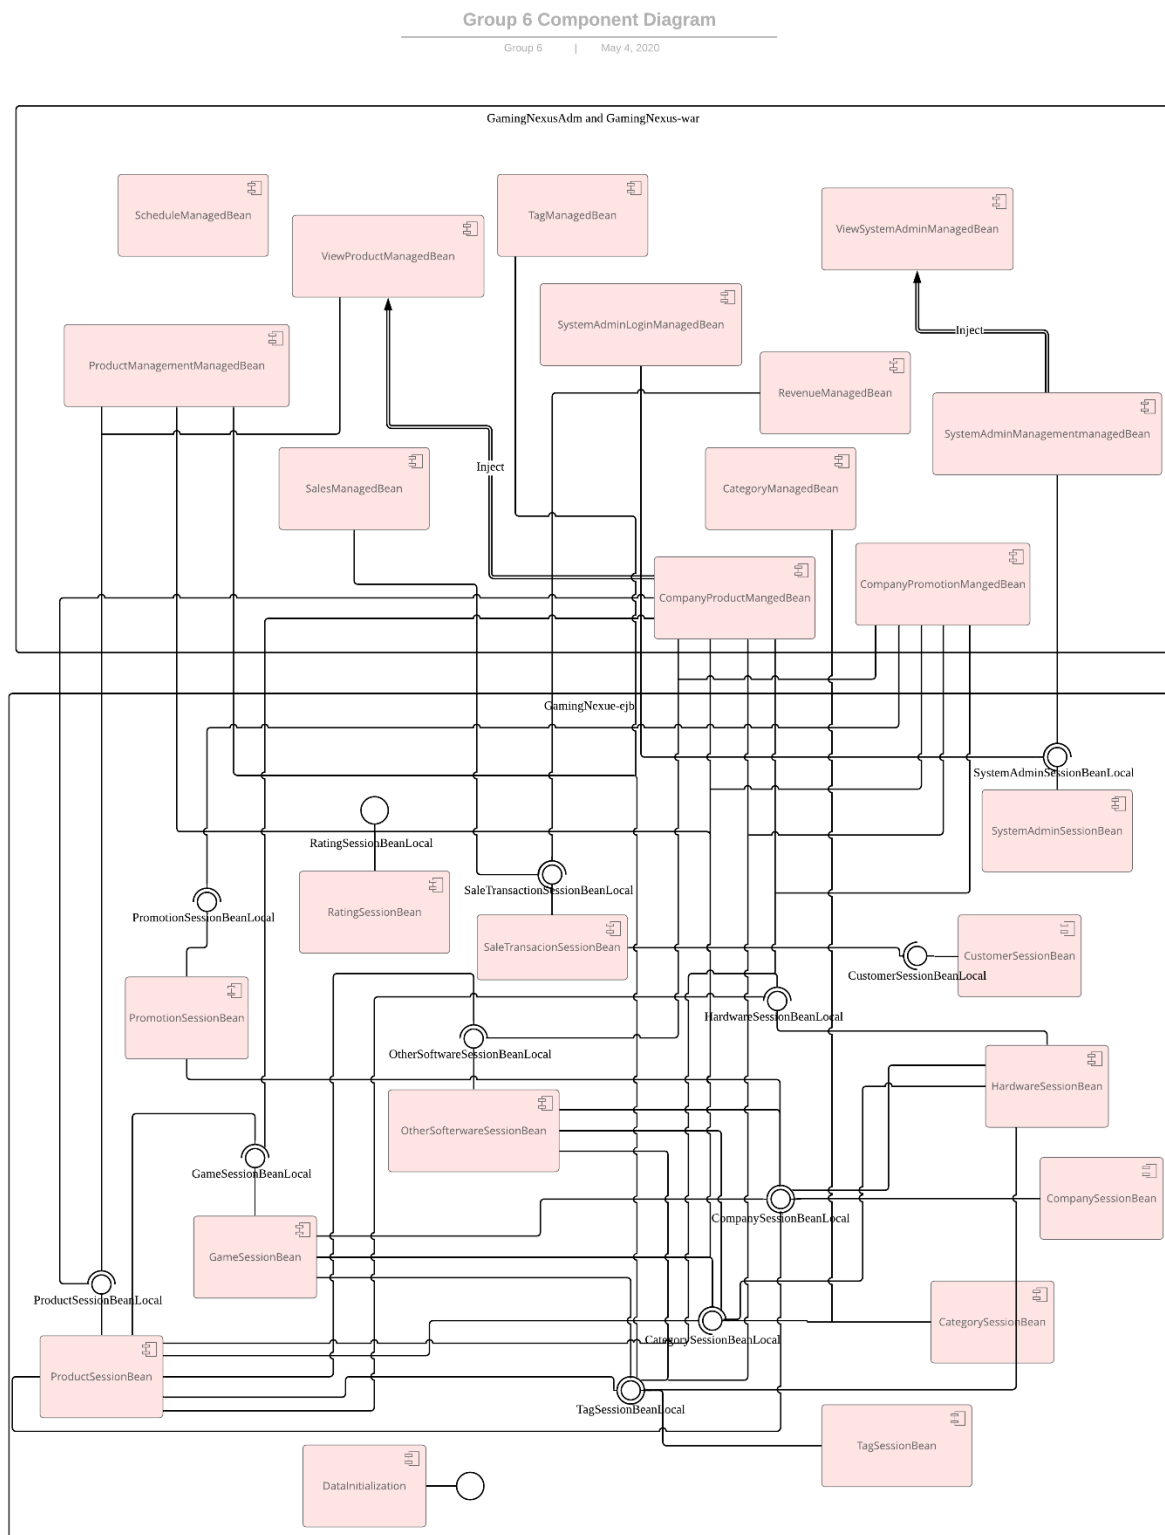 Group 6 Component Diagram
Group 6 | May 4, 2020
GamingNexusAdm and GamingNexus-war
ScheduleManagedBean
TagManagedBean
ViewSystemAdminManagedBean
ViewProductManagedBean
SystemAdminLoginManagedBean
Inject
ProductManagementManagedBean
RevenueManagedBean
SystemAdminManagementmanagedBean
Inject
SalesManagedBean
CategoryManagedBean
CompanyProductMangedBean
CompanyPromotionMangedBean
GamingNexue-ejb
SystemAdminSessionBeanLocal
SystemAdminSessionBean
RatingSessionBeanLocal
SaleTransactionSessionBeanLocal
RatingSessionBean
PromotionSessionBeanLocal
SaleTransacionSessionBean
CustomerSessionBean
CustomerSessionBeanLocal
PromotionSessionBean
HardwareSessionBeanLocal
OtherSoftwareSessionBeanLocal
HardwareSessionBean
OtherSofterwareSessionBean
GameSessionBeanLocal
CompanySessionBean
CompanySessionBeanLocal
GameSessionBean
ProductSessionBeanLocal
CategorySessionBean
CategorySessionBeanLocal
ProductSessionBean
TagSessionBeanLocal
TagSessionBean
DataInitialization